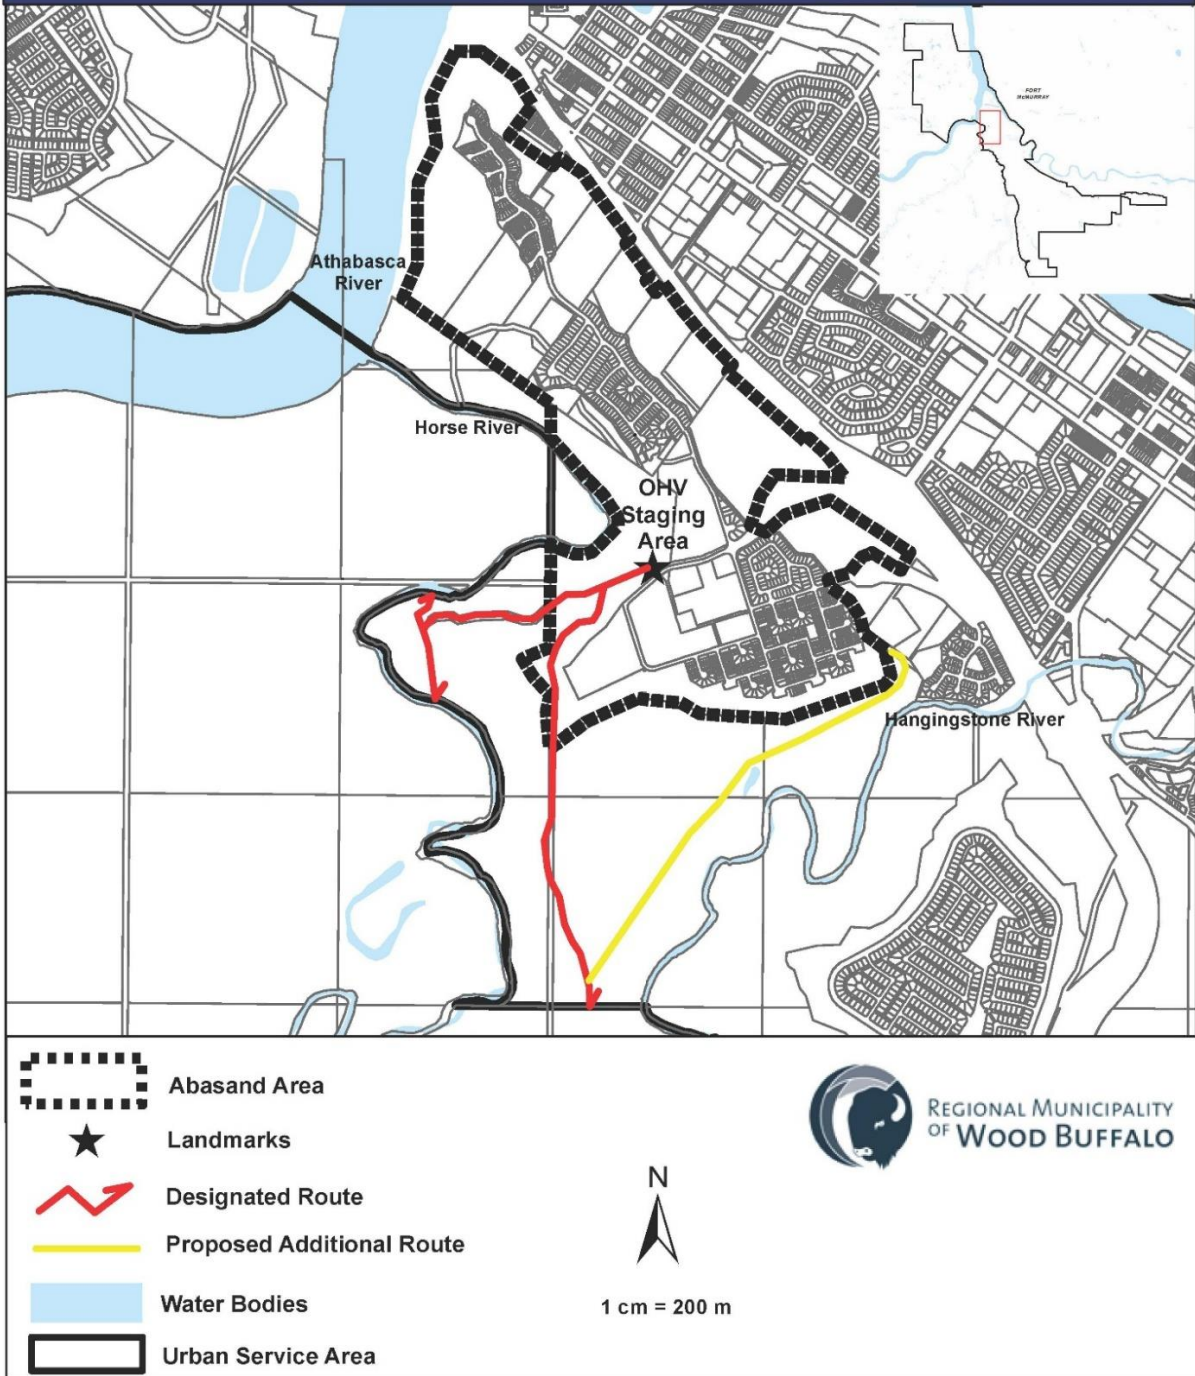 FORT
McMURRAY
Athabasca
River
Horse River
OHV
Staging
Area
Hangingstone River
Abasand Area
Landmarks
Designated Route
Proposed Additional Route
Water Bodies
Urban Service Area
N
1 cm = 200 m
REGIONAL MUNICIPALITY
OF WOOD BUFFALO